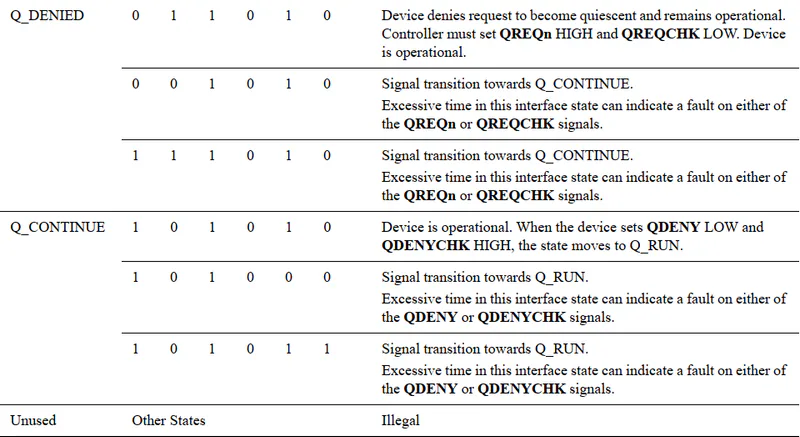 Q_DENIED 0 1 1 0 1 0 Device denies request to become quiescent and remains operational.
Controller must set QREQn HIGH and QREQCHK LOW. Device
is operational.
0 0 1 0 1 0 Signal transition towards Q_CONTINUE.
Excessive time in this interface state can indicate a fault on either of
the QREQn or QREQCHK signals.
1 1 1 0 1 0 Signal transition towards Q_CONTINUE.
Excessive time in this interface state can indicate a fault on either of
the QREQn or QREQCHK signals.
Q_CONTINUE 1 0 1 0 1 0 Device is operational. When the device sets QDENY LOW and
QDENYCHK HIGH, the state moves to Q_RUN.
1 0 1 0 0 0 Signal transition towards Q_RUN.
Excessive time in this interface state can indicate a fault on either of
the QDENY or QDENYCHK signals.
1 0 1 0 1 1 Signal transition towards Q_RUN.
Excessive time in this interface state can indicate a fault on either of
the QDENY or QDENYCHK signals.
Unused Other States Illegal